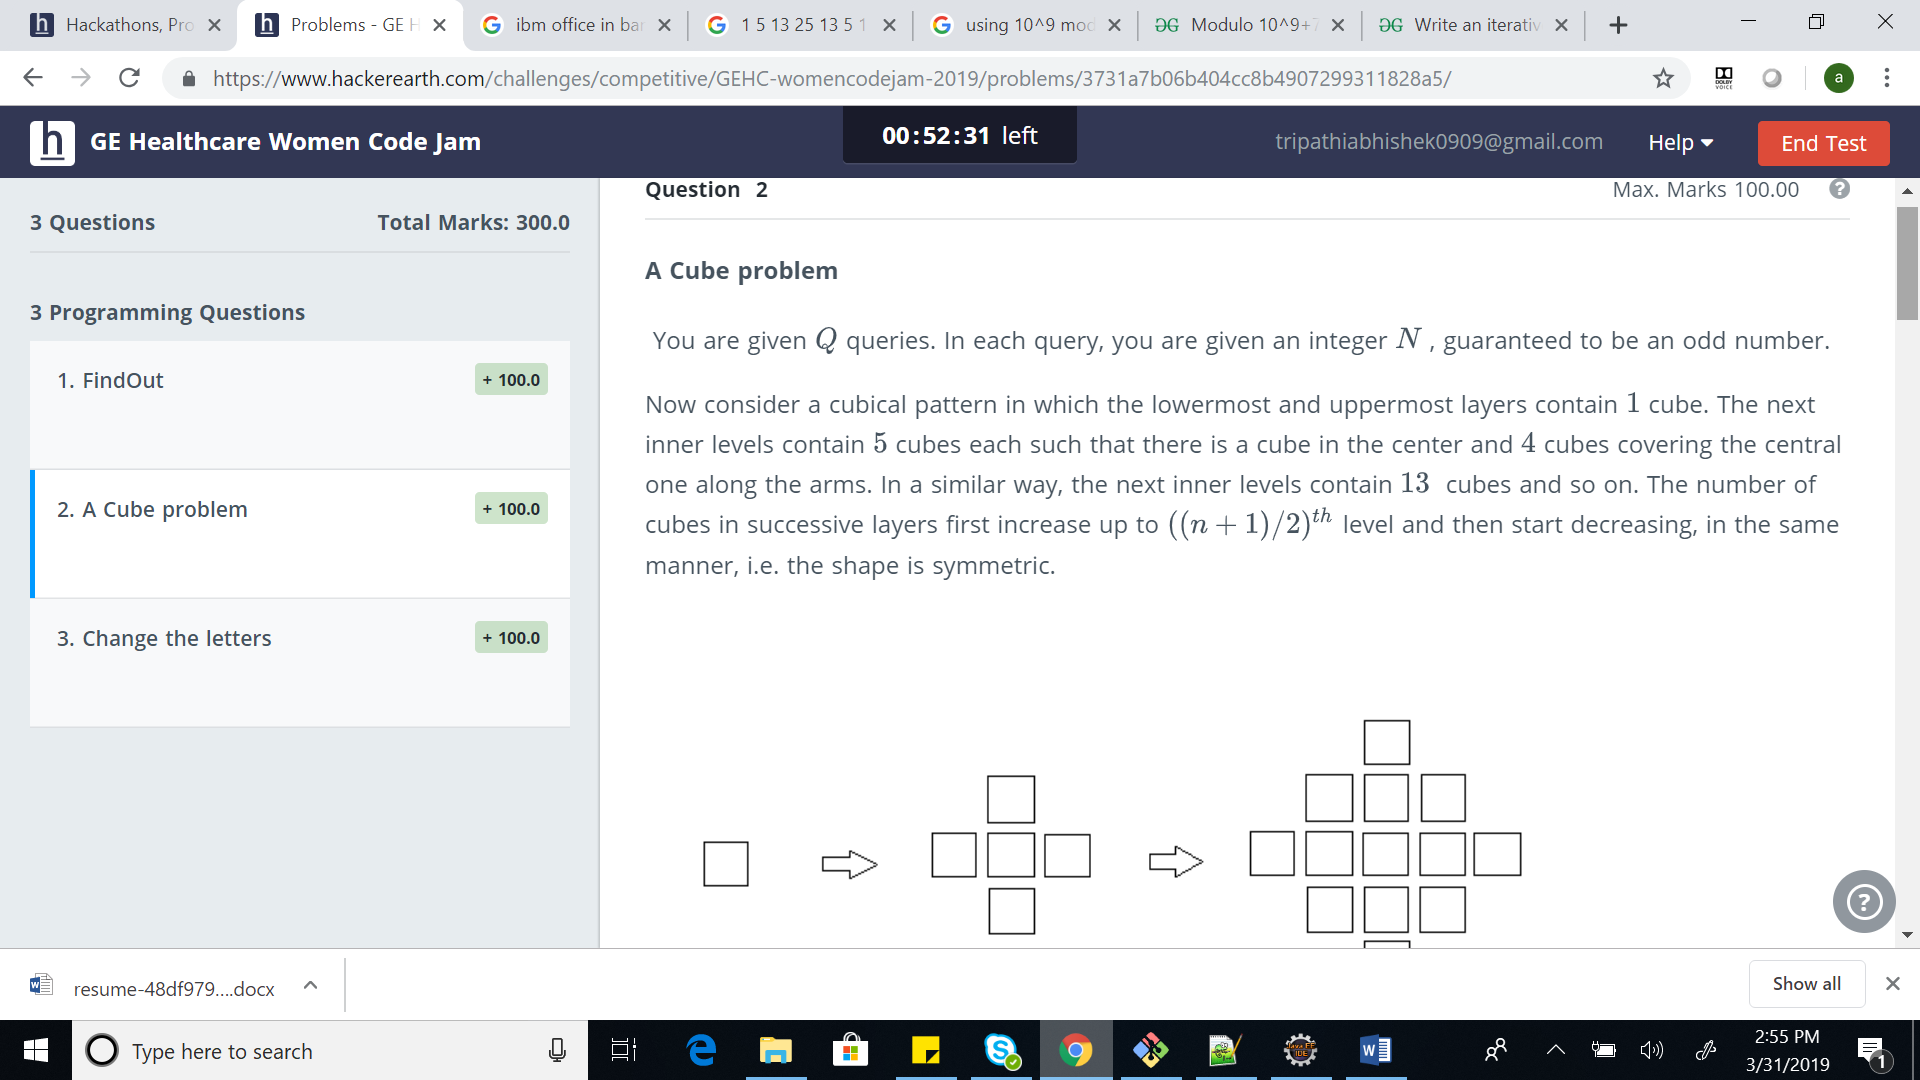 Hackathons, Pro
Problems - GE H
ibm office in ban
1 5 13 25 13 5 1
using 10^9 mod
Modulo 10^9+7
Write an iterativ
https://www.hackerearth.com/challenges/competitive/GEHC-womencodejam-2019/problems/3731a7b06b404cc8b4907299311828a5/
DOLBY VOICE
a
h
GE Healthcare Women Code Jam
00:52:31 left
tripathiabhishek0909@gmail.com
Help
End Test
3 Questions
Total Marks: 300.0
3 Programming Questions
1. FindOut
+ 100.0
2. A Cube problem
+ 100.0
3. Change the letters
+ 100.0
Question 2
Max. Marks 100.00
?
A Cube problem
You are given Q queries. In each query, you are given an integer N , guaranteed to be an odd number.
Now consider a cubical pattern in which the lowermost and uppermost layers contain 1 cube. The next
inner levels contain 5 cubes each such that there is a cube in the center and 4 cubes covering the central
one along the arms. In a similar way, the next inner levels contain 13 cubes and so on. The number of
cubes in successive layers first increase up to ((n + 1)/2)th level and then start decreasing, in the same
manner, i.e. the shape is symmetric.
?
resume-48df979....docx
Show all
Type here to search
2:55 PM
3/31/2019
1